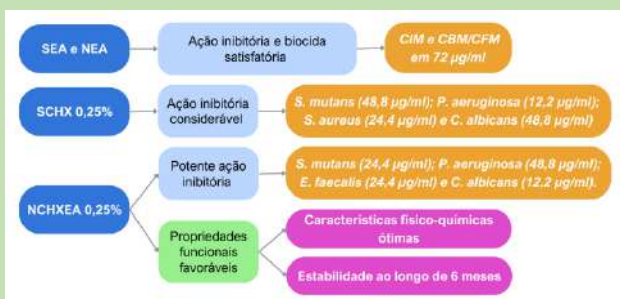 SEA e NEA
Ação inibitória e biocida
satisfatória
CIM e CBM/CFM
em 72 µg/ml
SCHX 0,25%
Ação inibitória
considerável
S. mutans (48,8 µg/ml); P. aeruginosa (12,2 µg/ml);
S. aureus (24,4 µg/ml) e C. albicans (48,8 µg/ml)
NCHXEA 0,25%
Potente ação
inibitória
S. mutans (24,4 µg/ml); P. aeruginosa (48,8 µg/ml);
E. faecalis (24,4 µg/ml) e C. albicans (12,2 µg/ml).
Propriedades
funcionais
favoráveis
Características físico-químicas
ótimas
Estabilidade ao longo de 6 meses